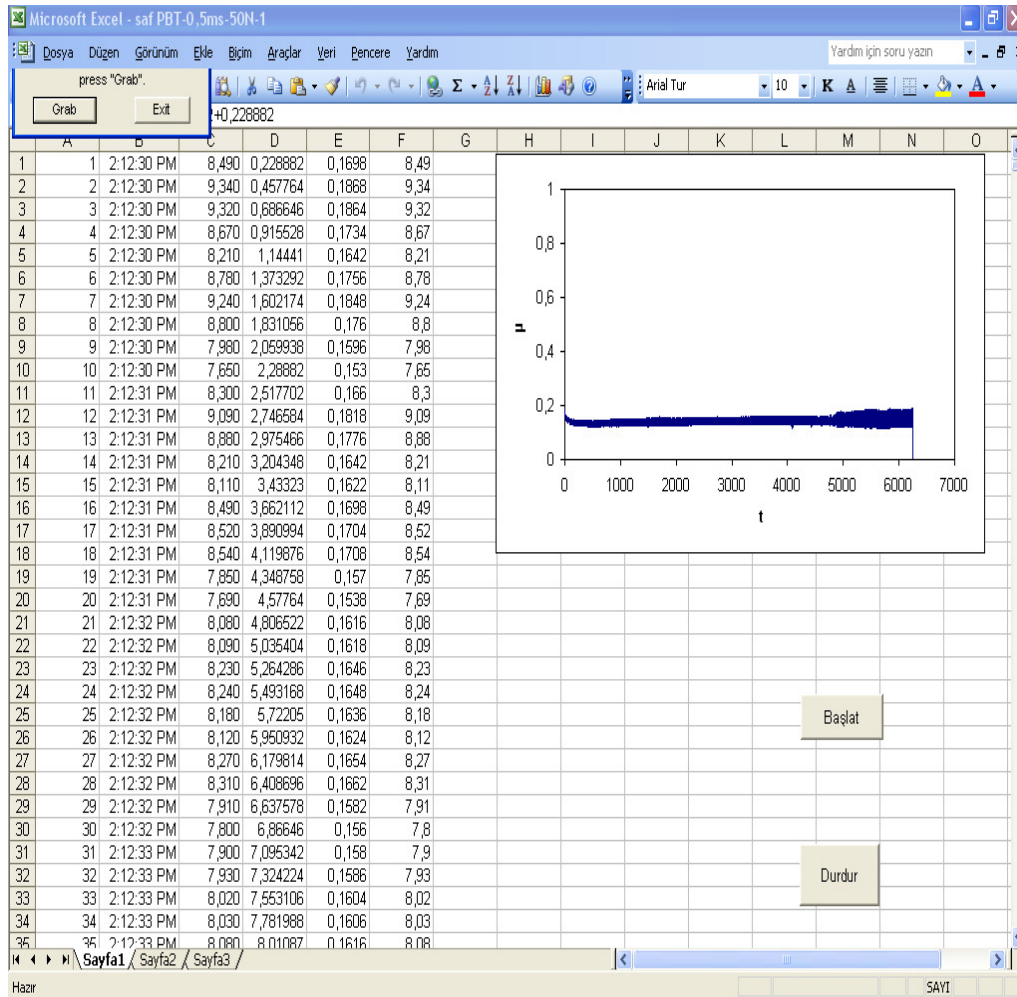 Microsoft Excel - saf PBT-0,5ms-50N-1
Dosya Düzen Görünüm Ekle Biçim Araçlar Veri Pencere Yardım Yardım için soru yazın
press "Grab".
Grab Exit
Arial Tur 10 K A
+0,228882
A B C D E F G H I J K L M N O
1 1 2:12:30 PM 8,490 0,228882 0,1698 8,49
2 2 2:12:30 PM 9,340 0,457764 0,1868 9,34
3 3 2:12:30 PM 9,320 0,686646 0,1864 9,32
4 4 2:12:30 PM 8,670 0,915528 0,1734 8,67
5 5 2:12:30 PM 8,210 1,14441 0,1642 8,21
6 6 2:12:30 PM 8,780 1,373292 0,1756 8,78
7 7 2:12:30 PM 9,240 1,602174 0,1848 9,24
8 8 2:12:30 PM 8,800 1,831056 0,176 8,8
9 9 2:12:30 PM 7,980 2,059938 0,1596 7,98
10 10 2:12:30 PM 7,650 2,28882 0,153 7,65
11 11 2:12:31 PM 8,300 2,517702 0,166 8,3
12 12 2:12:31 PM 9,090 2,746584 0,1818 9,09
13 13 2:12:31 PM 8,880 2,975466 0,1776 8,88
14 14 2:12:31 PM 8,210 3,204348 0,1642 8,21
15 15 2:12:31 PM 8,110 3,43323 0,1622 8,11
16 16 2:12:31 PM 8,490 3,662112 0,1698 8,49
17 17 2:12:31 PM 8,520 3,890994 0,1704 8,52
18 18 2:12:31 PM 8,540 4,119876 0,1708 8,54
19 19 2:12:31 PM 7,850 4,348758 0,157 7,85
20 20 2:12:31 PM 7,690 4,57764 0,1538 7,69
21 21 2:12:32 PM 8,080 4,806522 0,1616 8,08
22 22 2:12:32 PM 8,090 5,035404 0,1618 8,09
23 23 2:12:32 PM 8,230 5,264286 0,1646 8,23
24 24 2:12:32 PM 8,240 5,493168 0,1648 8,24
25 25 2:12:32 PM 8,180 5,72205 0,1636 8,18
26 26 2:12:32 PM 8,120 5,950932 0,1624 8,12
27 27 2:12:32 PM 8,270 6,179814 0,1654 8,27
28 28 2:12:32 PM 8,310 6,408696 0,1662 8,31
29 29 2:12:32 PM 7,910 6,637578 0,1582 7,91
30 30 2:12:32 PM 7,800 6,86646 0,156 7,8
31 31 2:12:33 PM 7,900 7,095342 0,158 7,9
32 32 2:12:33 PM 7,930 7,324224 0,1586 7,93
33 33 2:12:33 PM 8,020 7,553106 0,1604 8,02
34 34 2:12:33 PM 8,030 7,781988 0,1606 8,03
35 35 2:12:33 PM 8,080 8,01087 0,1616 8,08
1
0,8
0,6
µ
0,4
0,2
0
0 1000 2000 3000 4000 5000 6000 7000
t
Başlat
Durdur
Sayfa1 Sayfa2 Sayfa3
Hazır SAYI